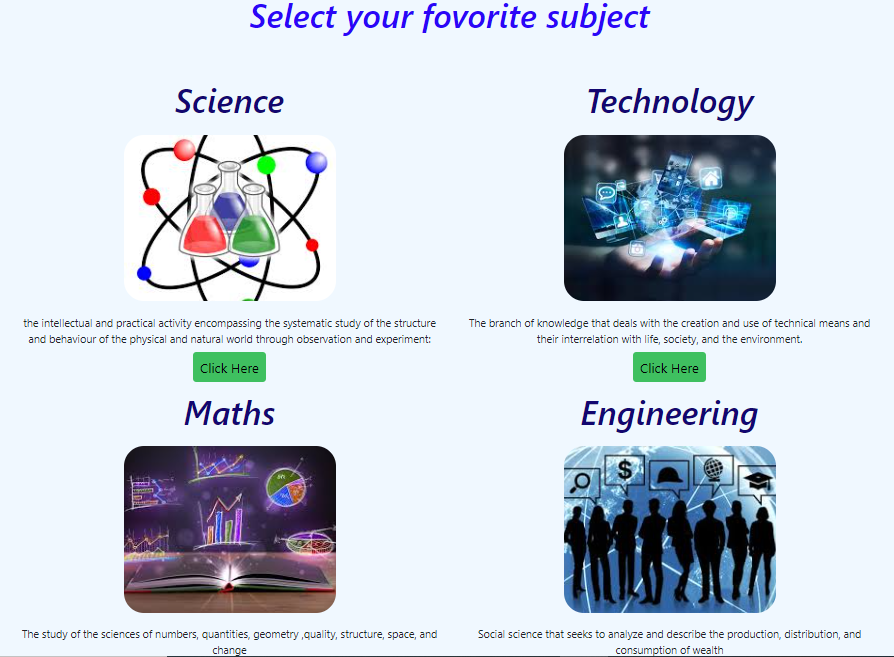 Select your fovorite subject
Science
Technology
the intellectual and practical activity encompassing the systematic study of the structure
and behaviour of the physical and natural world through observation and experiment:
Click Here
The branch of knowledge that deals with the creation and use of technical means and
their interrelation with life, society, and the environment.
Click Here
Maths
Engineering
$
The study of the sciences of numbers, quantities, geometry ,quality, structure, space, and
change
Social science that seeks to analyze and describe the production, distribution, and
consumption of wealth